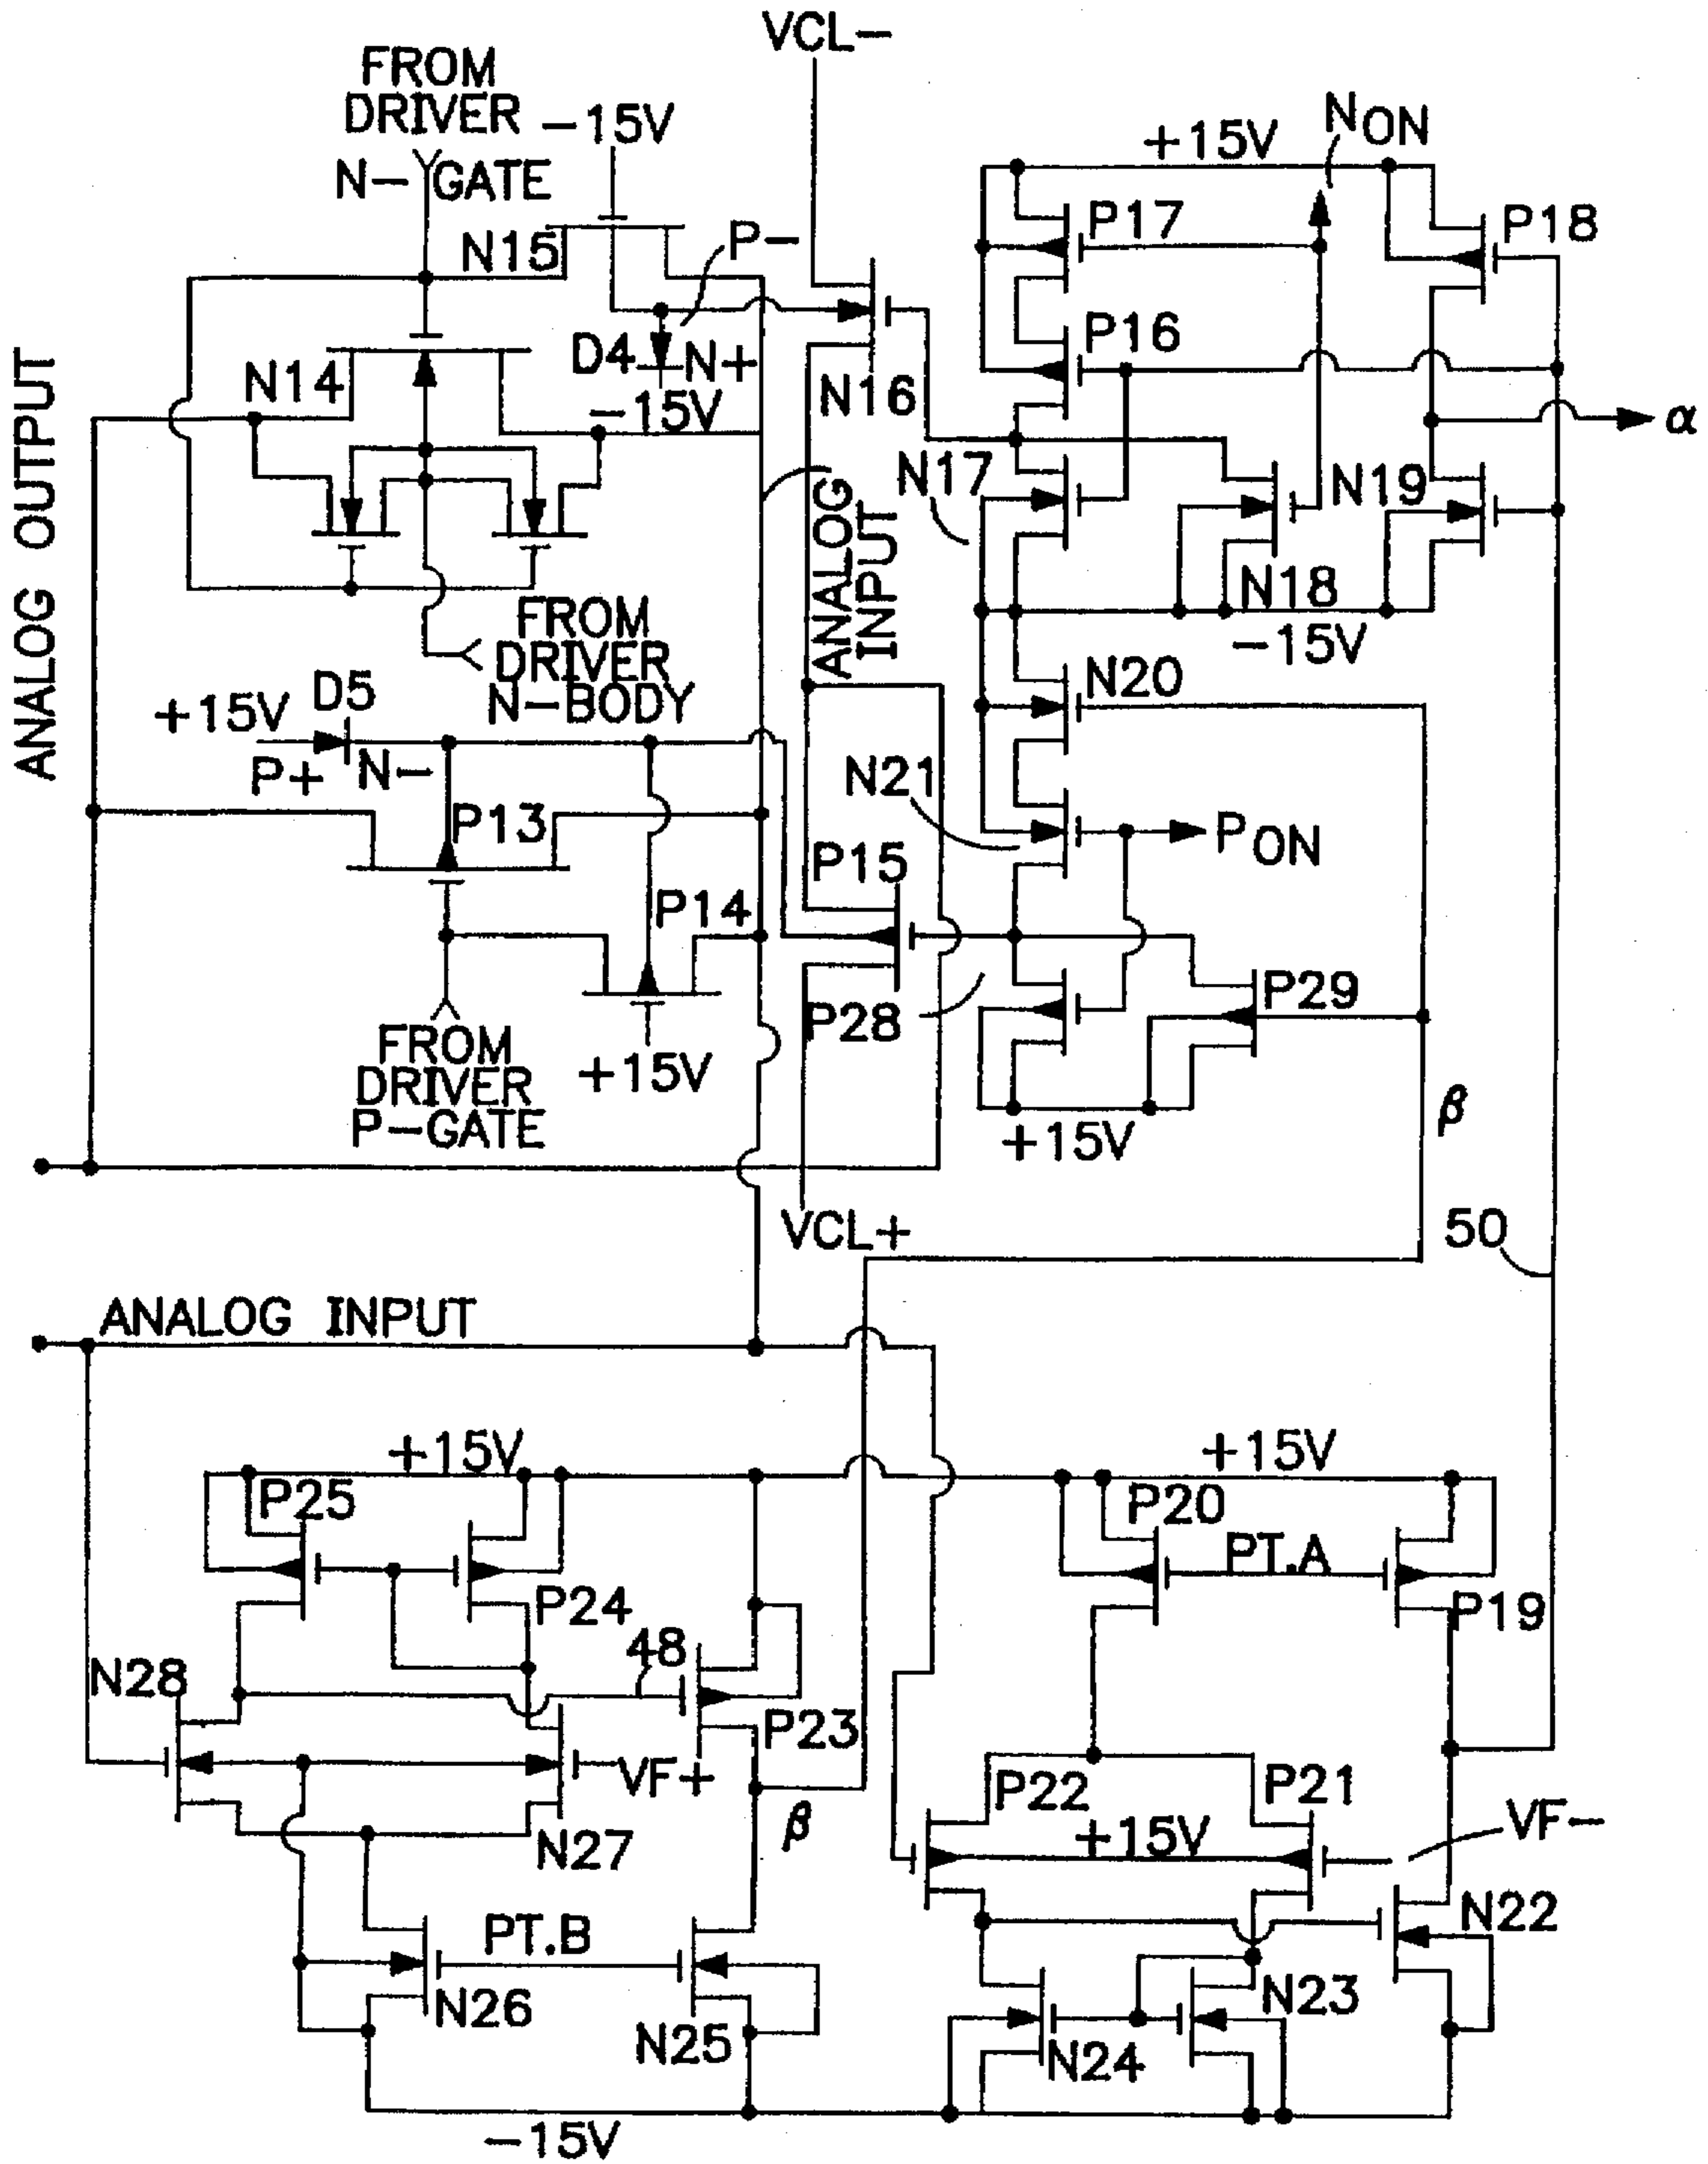 VCL−
FROM
DRIVER
N− GATE
−15V
N15
P−
D4
N+
−15V
N14
N16
ANALOG OUTPUT
ANALOG
INPUT
FROM
DRIVER
N−BODY
+15V
NON
P17
P18
P16
α
N17
N19
N18
−15V
N20
N21
PON
D5
+15V
P+
N−
P13
P14
P15
P28
P29
FROM
DRIVER
P−GATE
+15V
+15V
β
VCL+
50
ANALOG INPUT
+15V
P25
P24
48
N28
P23
VF+
N27
β
PT.B
N26
N25
−15V
+15V
P20
PT.A
P19
P22
P21
+15V
VF−
N22
N23
N24